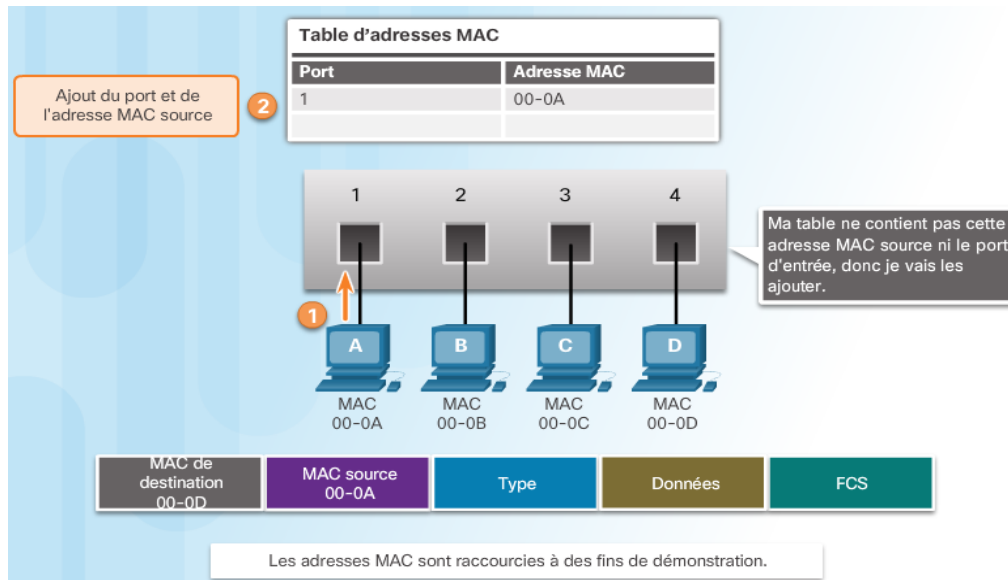 Table d'adresses MAC
Port Adresse MAC
1 00-0A
Ajout du port et de
l'adresse MAC source
2
1 2 3 4
Ma table ne contient pas cette
adresse MAC source ni le port
d'entrée, donc je vais les
ajouter.
1
A B C D
MAC MAC MAC MAC
00-0A 00-0B 00-0C 00-0D
MAC de
destination
00-0D
MAC source
00-0A
Type
Données
FCS
Les adresses MAC sont raccourcies à des fins de démonstration.